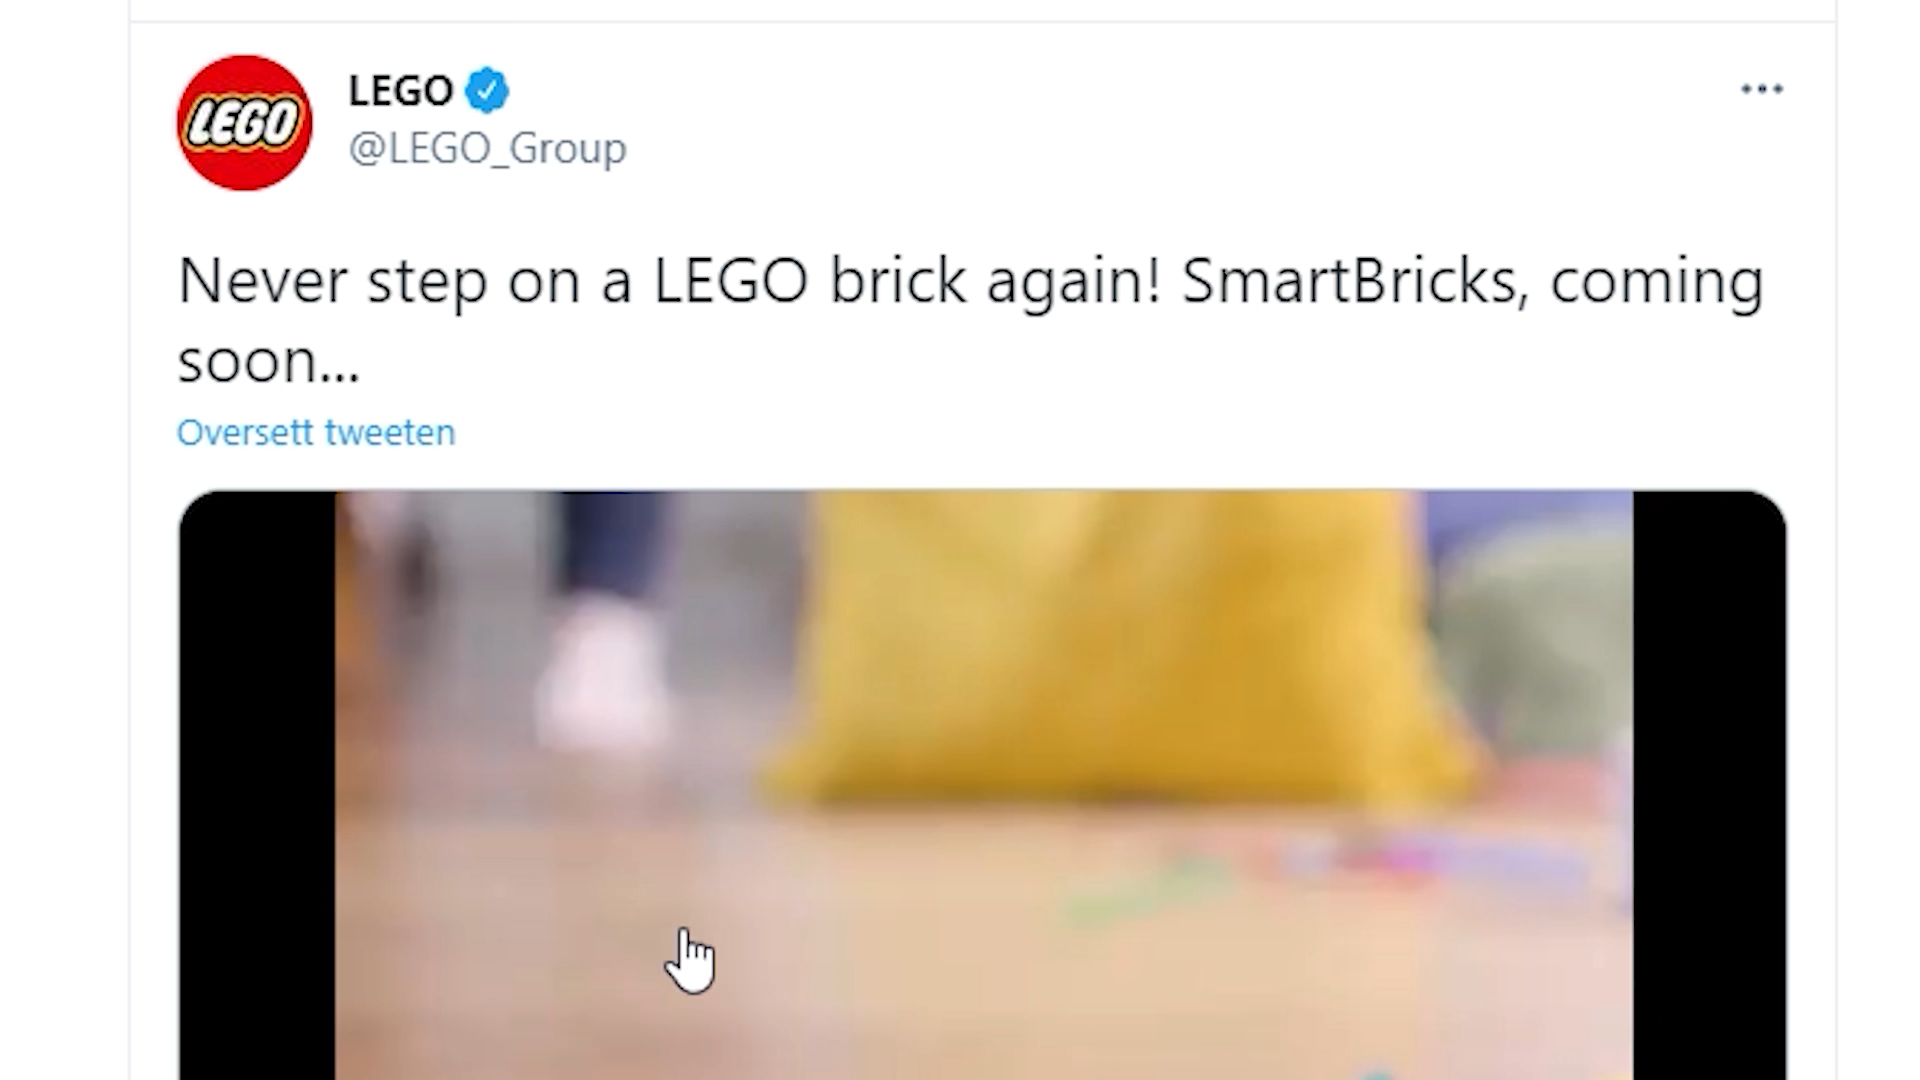 LEGO
LEGO
@LEGO_Group
Never step on a LEGO brick again! SmartBricks, coming
soon...
Oversett tweeten